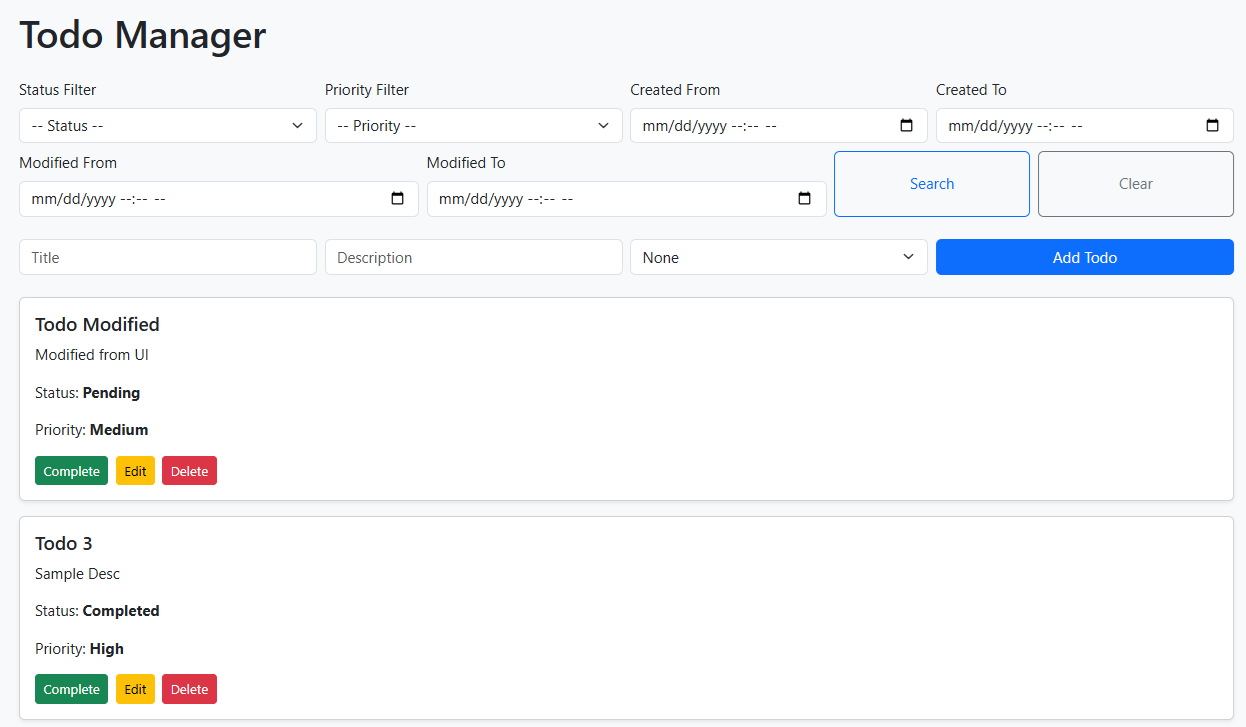 Todo Manager
Status Filter Priority Filter Created From Created To
-- Status -- -- Priority -- mm/dd/yyyy --:-- -- mm/dd/yyyy --:-- --
Modified From Modified To
mm/dd/yyyy --:-- -- mm/dd/yyyy --:-- -- Search Clear
Title Description None Add Todo
Todo Modified
Modified from UI
Status: Pending
Priority: Medium
Complete Edit Delete
Todo 3
Sample Desc
Status: Completed
Priority: High
Complete Edit Delete